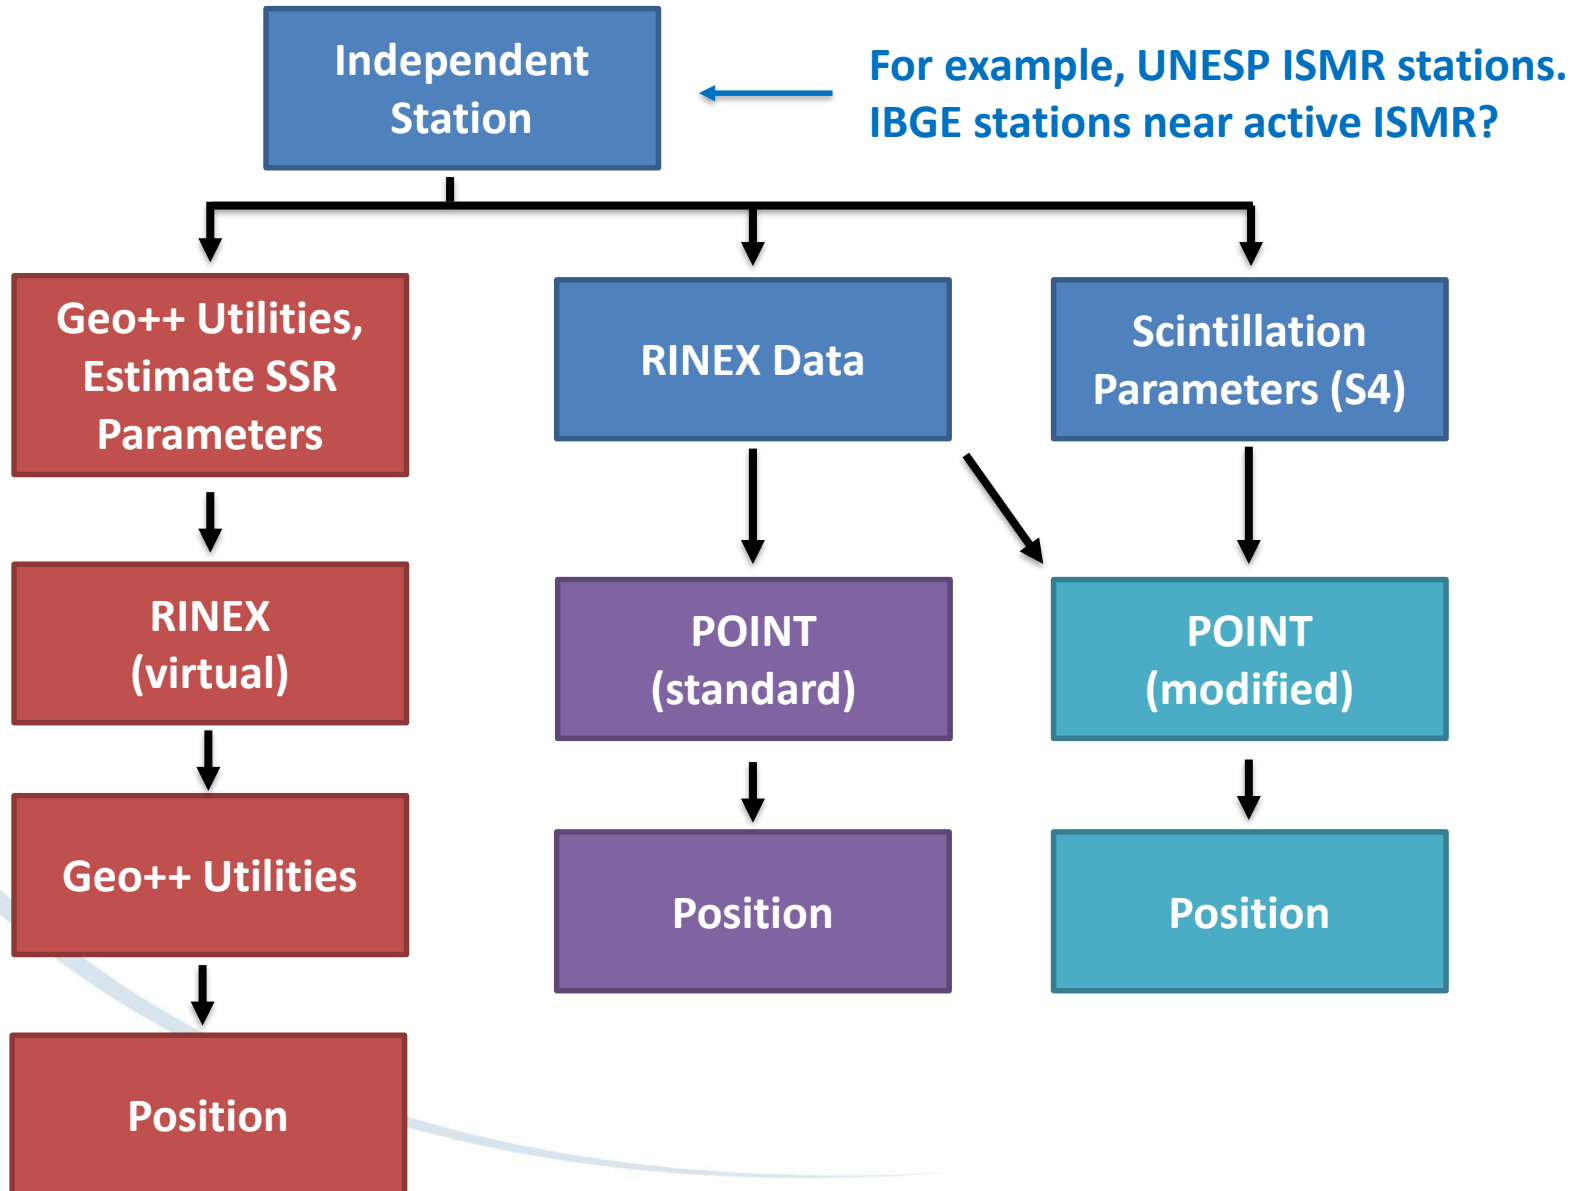 Independent
Station
For example, UNESP ISMR stations.
IBGE stations near active ISMR?
Geo++ Utilities,
Estimate SSR
Parameters
RINEX Data
Scintillation
Parameters (S4)
RINEX
(virtual)
POINT
(standard)
POINT
(modified)
Geo++ Utilities
Position
Position
Position